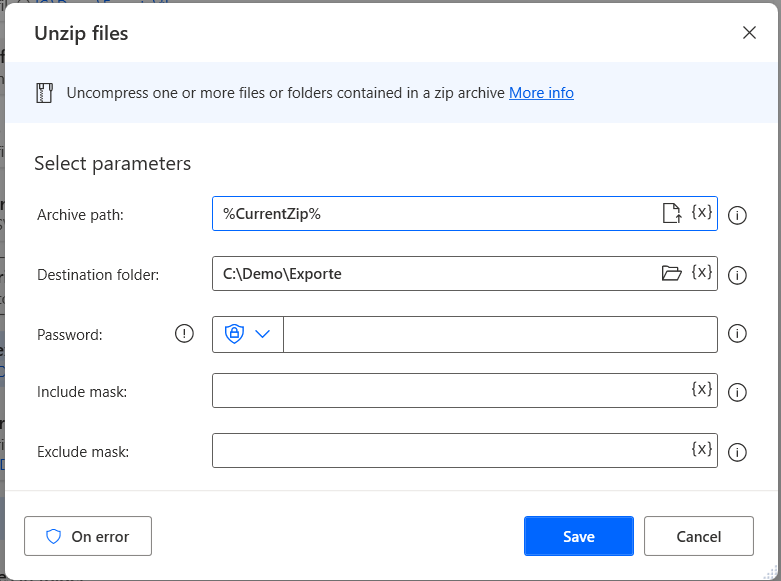 Unzip files
Uncompress one or more files or folders contained in a zip archive More info
Select parameters
Archive path: %CurrentZip% {x}
Destination folder: C:\Demo\Exporte {x}
Password:
Include mask: {x}
Exclude mask: {x}
On error Save Cancel